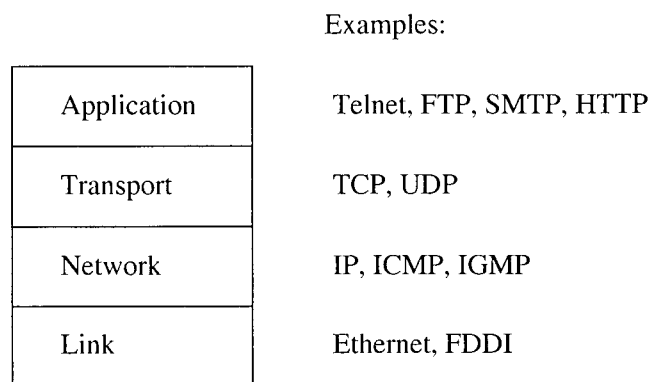 Examples:
Application Telnet, FTP, SMTP, HTTP
Transport TCP, UDP
Network IP, ICMP, IGMP
Link Ethernet, FDDI